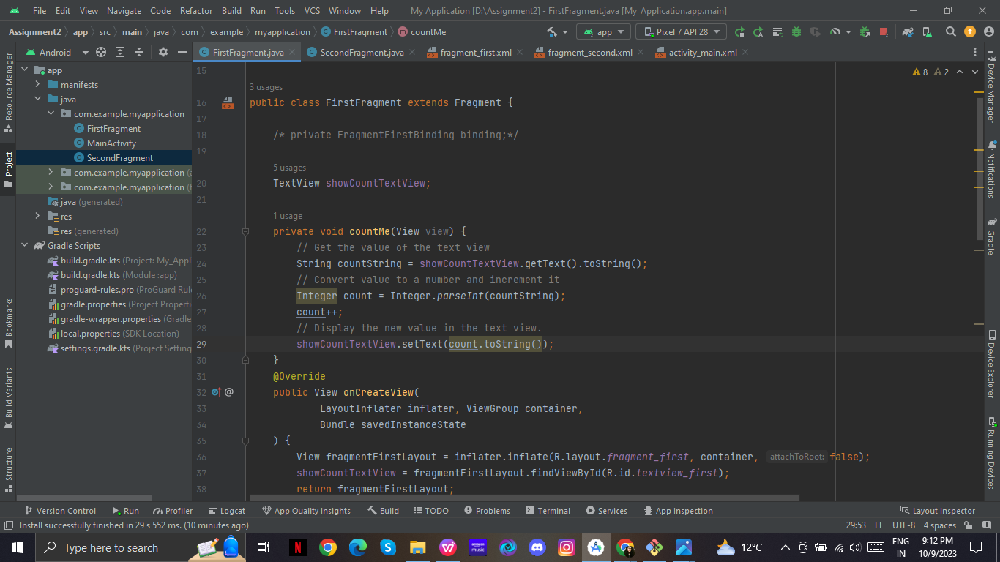 File Edit View Navigate Code Refactor Build Run Tools VCS Window Help My Application [D:\Assignment2] - FirstFragment.java [My_Application.app.main]
Assignment2 app src main java com example myapplication FirstFragment countMe app Pixel 7 API 28
Android FirstFragment.java SecondFragment.java fragment_first.xml fragment_second.xml activity_main.xml
Resource Manager
Project
Bookmarks
Build Variants
Structure
app
manifests
java
com.example.myapplication
FirstFragment
MainActivity
SecondFragment
com.example.myapplication (
com.example.myapplication (
java (generated)
res
res (generated)
Gradle Scripts
build.gradle.kts (Project: My_Appl
build.gradle.kts (Module :app)
proguard-rules.pro (ProGuard Rule
gradle.properties (Project Properti
gradle-wrapper.properties (Gradle
local.properties (SDK Location)
settings.gradle.kts (Project Setting
8 2
15
3 usages
16 public class FirstFragment extends Fragment {
17
18 /* private FragmentFirstBinding binding;*/
19
5 usages
20 TextView showCountTextView;
21
1 usage
22 private void countMe(View view) {
23 // Get the value of the text view
24 String countString = showCountTextView.getText().toString();
25 // Convert value to a number and increment it
26 Integer count = Integer.parseInt(countString);
27 count++;
28 // Display the new value in the text view.
29 showCountTextView.setText(count.toString());
30 }
31 @Override
32 @ public View onCreateView(
33 LayoutInflater inflater, ViewGroup container,
34 Bundle savedInstanceState
35 ) {
36 View fragmentFirstLayout = inflater.inflate(R.layout.fragment_first, container, attachToRoot: false);
37 showCountTextView = fragmentFirstLayout.findViewById(R.id.textview_first);
38 return fragmentFirstLayout;
Device Manager
Notifications
Gradle
Device Explorer
Running Devices
Version Control Run Profiler Logcat App Quality Insights Build TODO Problems Terminal Services App Inspection Layout Inspector
Install successfully finished in 29 s 552 ms. (10 minutes ago) 29:53 LF UTF-8 4 spaces
Type here to search 12°C ENG 9:12 PM
IN 10/9/2023